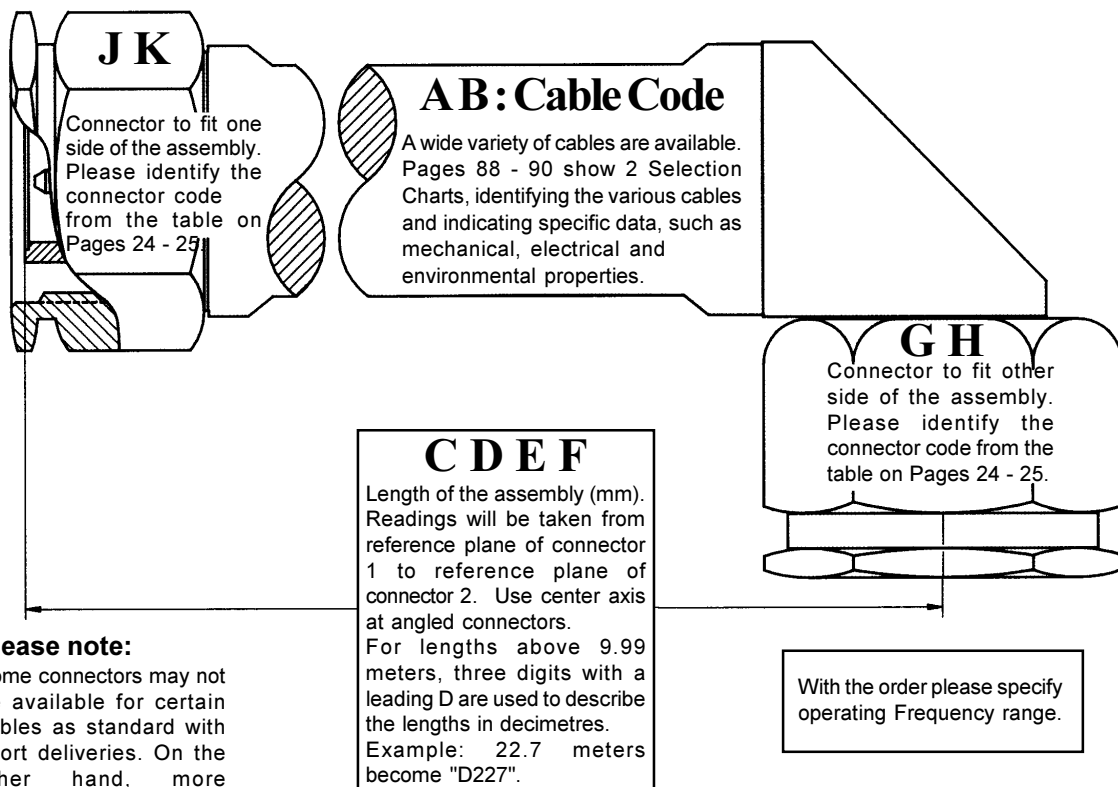 J K
Connector to fit one
side of the assembly.
Please identify the
connector code
from the table on
Pages 24 - 25.
AB: Cable Code
A wide variety of cables are available.
Pages 88 - 90 show 2 Selection
Charts, identifying the various cables
and indicating specific data, such as
mechanical, electrical and
environmental properties.
G H
Connector to fit other
side of the assembly.
Please identify the
connector code from the
table on Pages 24 - 25.
C D E F
Length of the assembly (mm).
Readings will be taken from
reference plane of connector
1 to reference plane of
connector 2. Use center axis
at angled connectors.
For lengths above 9.99
meters, three digits with a
leading D are used to describe
the lengths in decimetres.
Example: 22.7 meters
become "D227".
lease note:
ome connectors may not
available for certain
bles as standard with
ort deliveries. On the
her hand, more
With the order please specify
operating Frequency range.